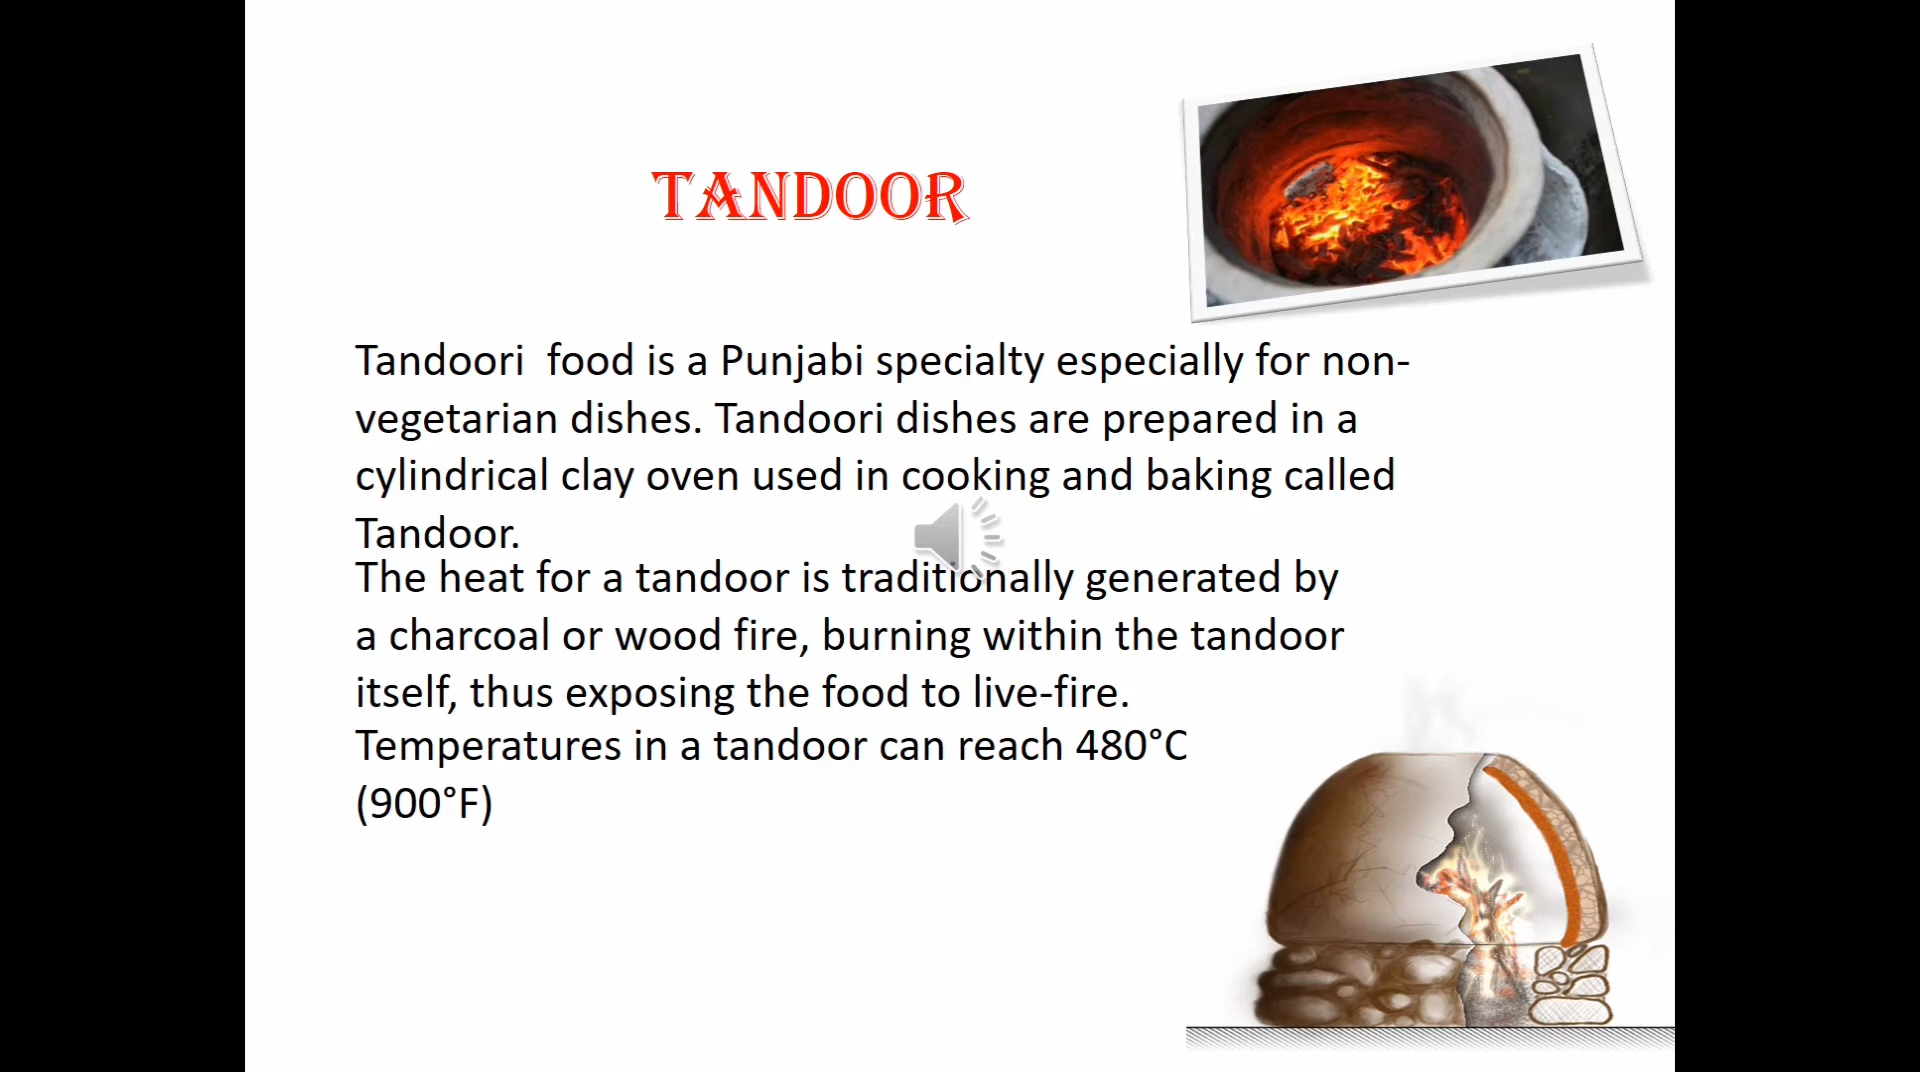 TANDOOR
Tandoori  food is a Punjabi specialty especially for non-
vegetarian dishes. Tandoori dishes are prepared in a
cylindrical clay oven used in cooking and baking called
Tandoor.
The heat for a tandoor is traditionally generated by
a charcoal or wood fire, burning within the tandoor
itself, thus exposing the food to live-fire.
Temperatures in a tandoor can reach 480°C
(900°F)